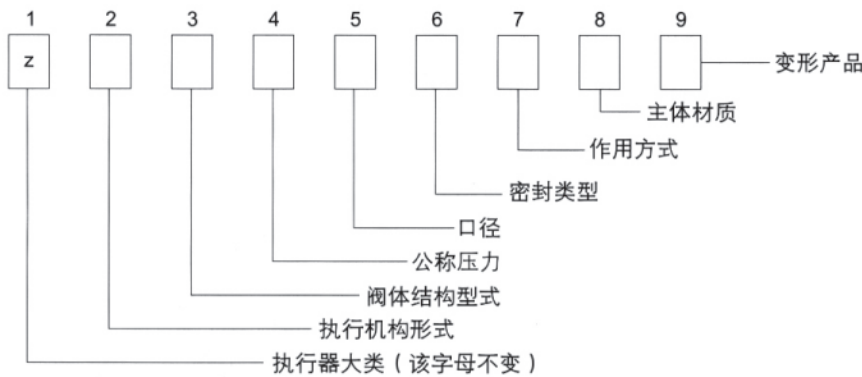 1 2 3 4 5 6 7 8 9
z
变形产品
主体材质
作用方式
密封类型
口径
公称压力
阀体结构型式
执行机构形式
执行器大类（该字母不变）